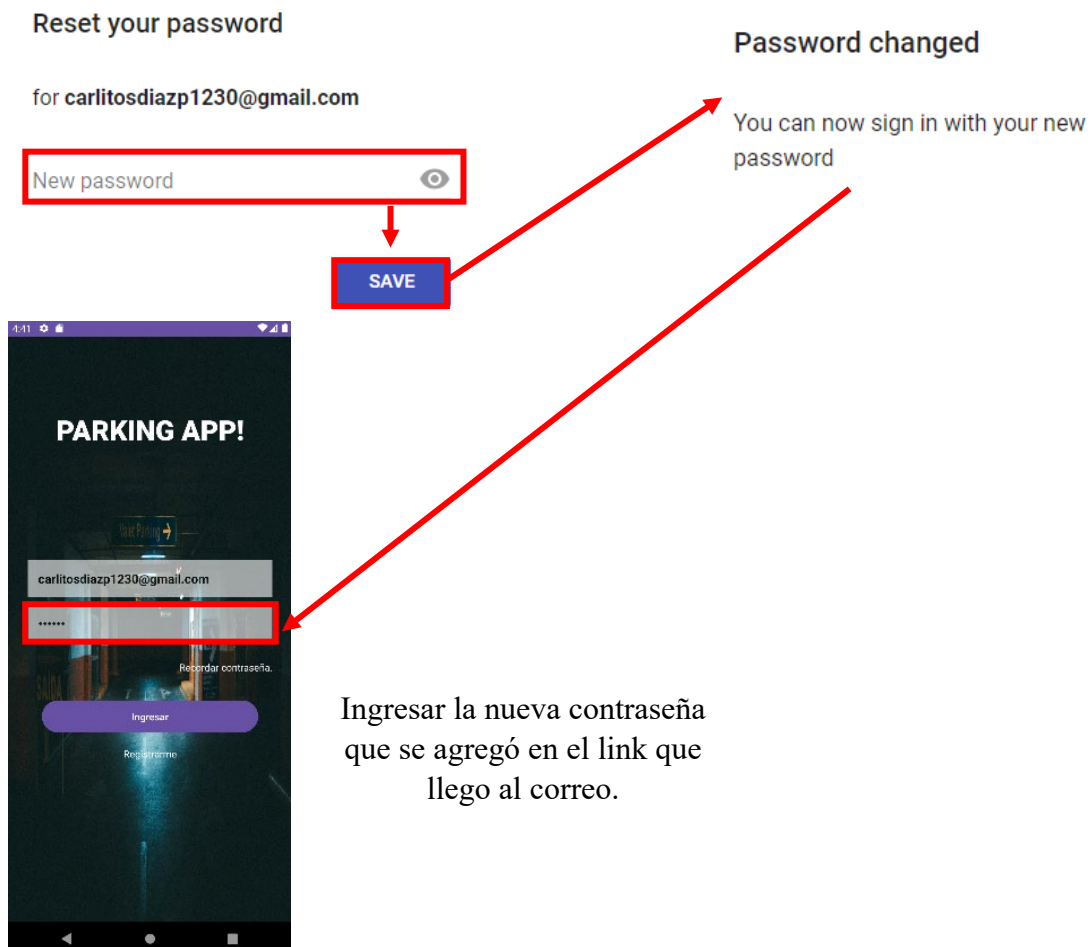 Reset your password
for carlitosdiazp1230@gmail.com
New password
SAVE
Password changed
You can now sign in with your new
password
4:41
PARKING APP!
Valet Parking
carlitosdiazp1230@gmail.com
••••••
Recordar contraseña.
Ingresar
Registrarme
Ingresar la nueva contraseña
que se agregó en el link que
llego al correo.